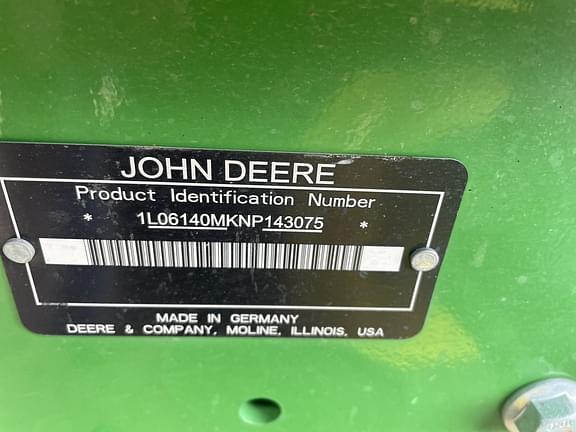 JOHN DEERE
Product Identification Number
* 1L06140MKNP143075 *
MADE IN GERMANY
DEERE & COMPANY, MOLINE, ILLINOIS, USA